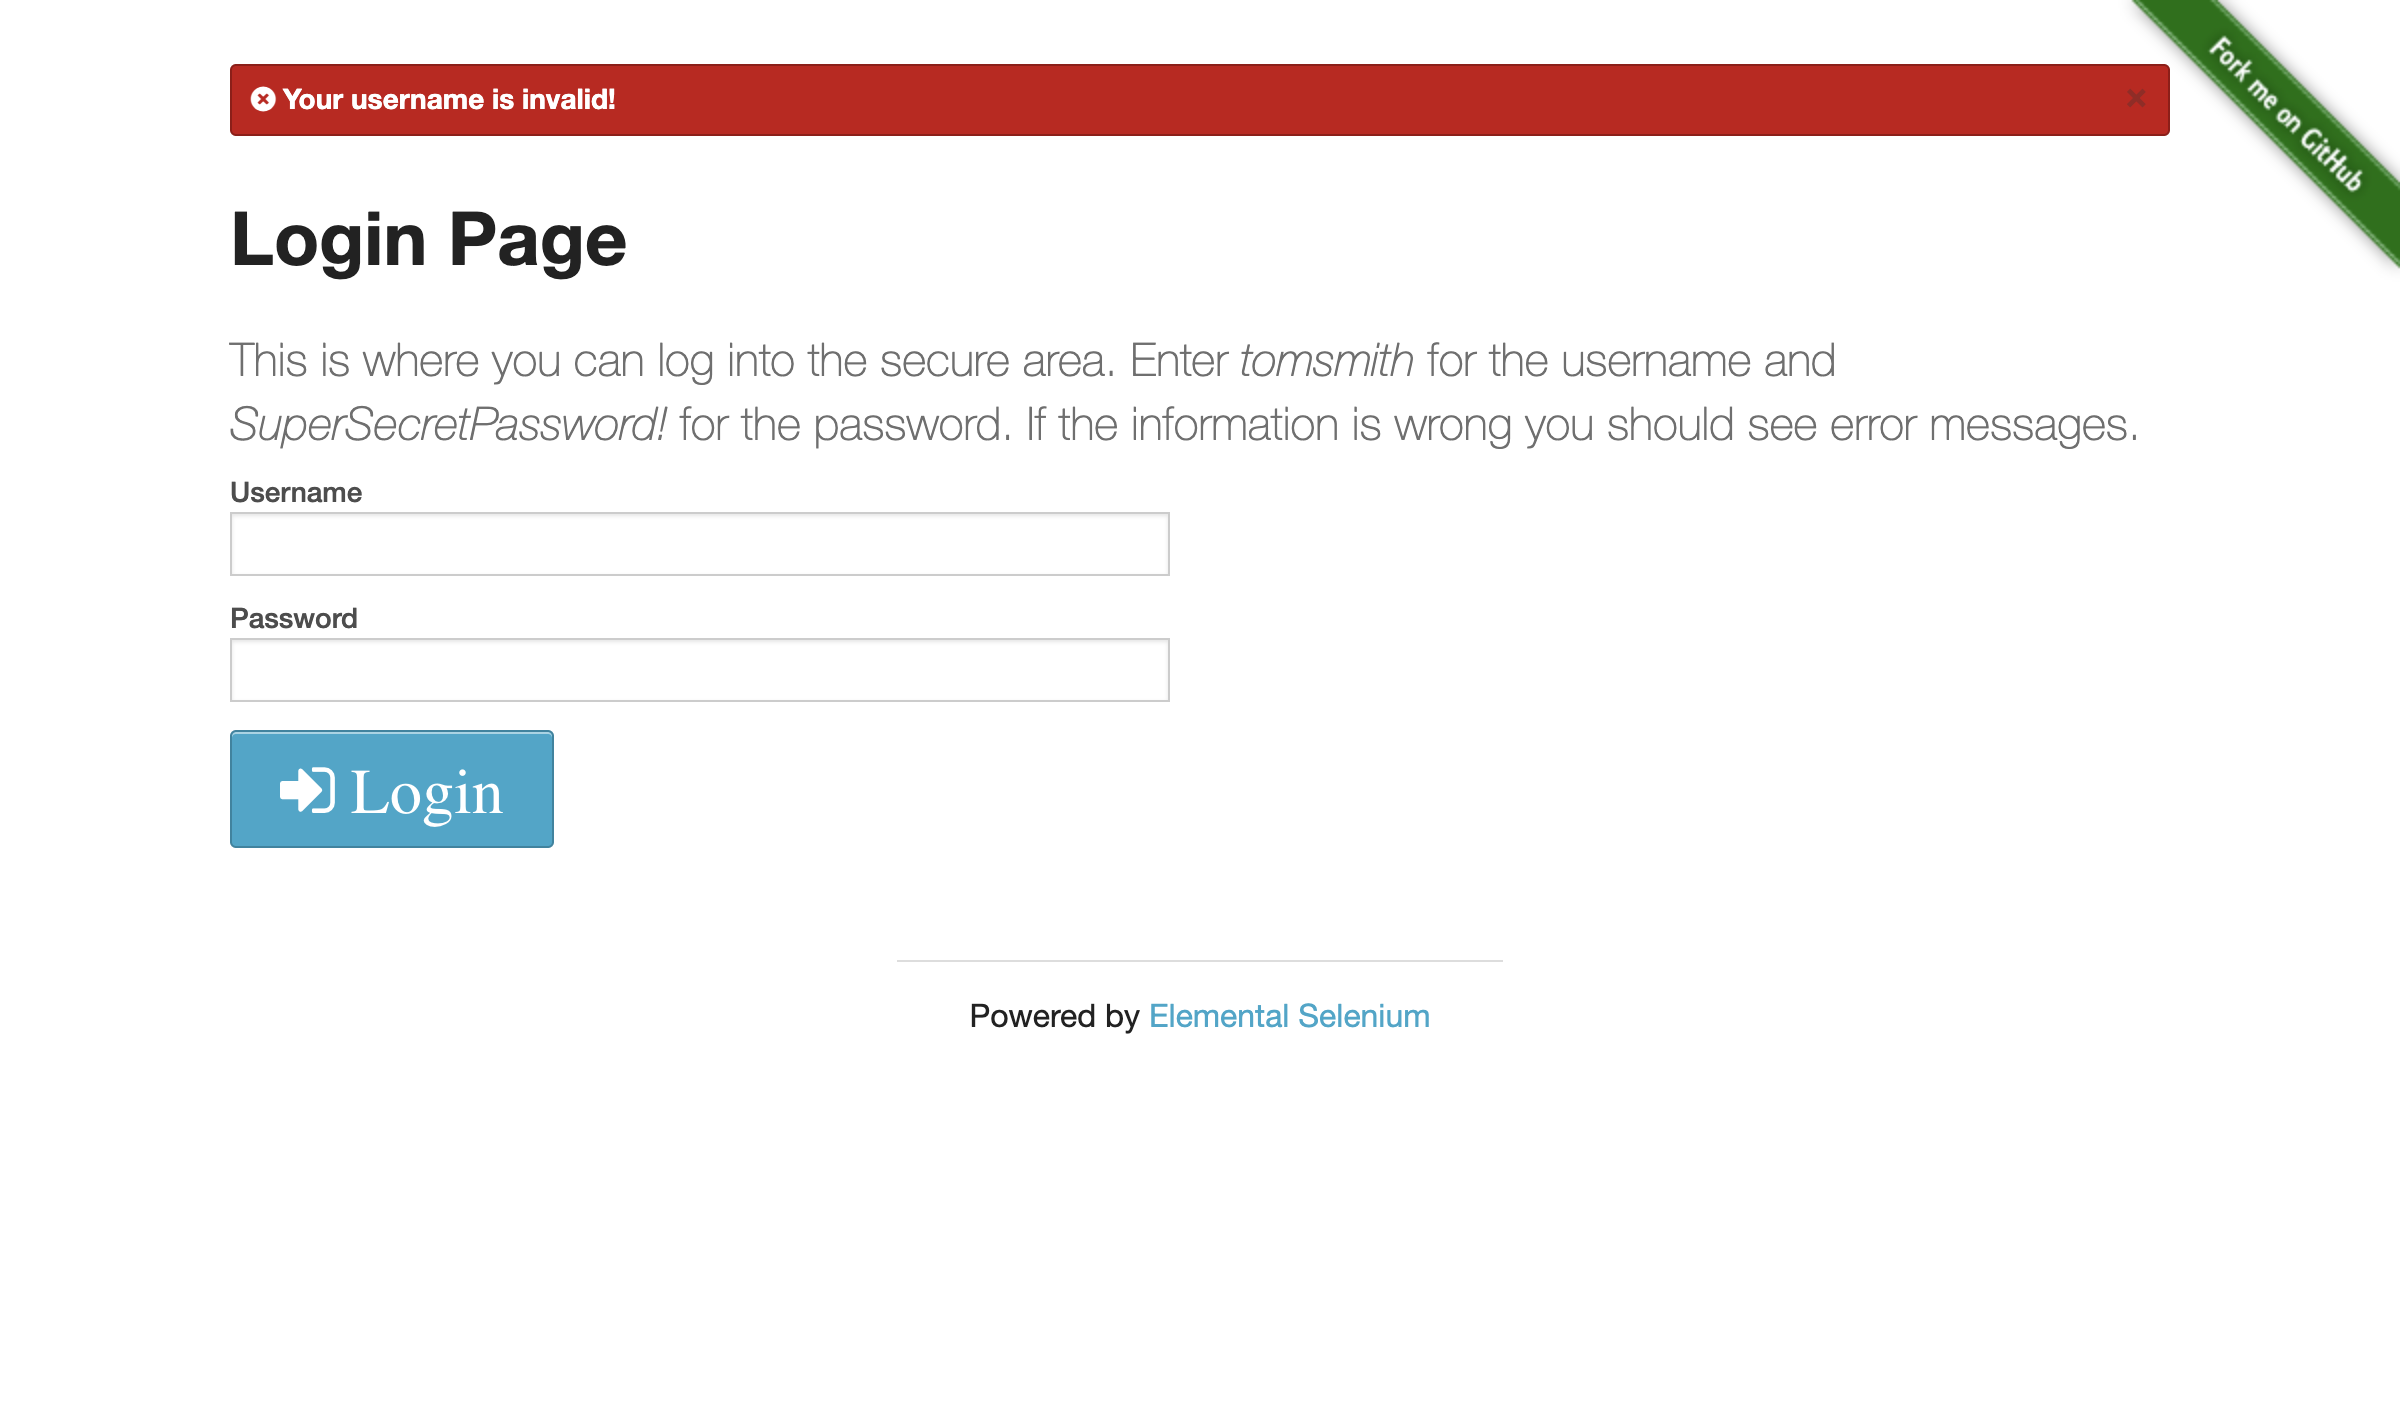 Your username is invalid!
Fork me on GitHub
Login Page
This is where you can log into the secure area. Enter tomsmith for the username and
SuperSecretPassword! for the password. If the information is wrong you should see error messages.
Username
Password
Login
Powered by Elemental Selenium